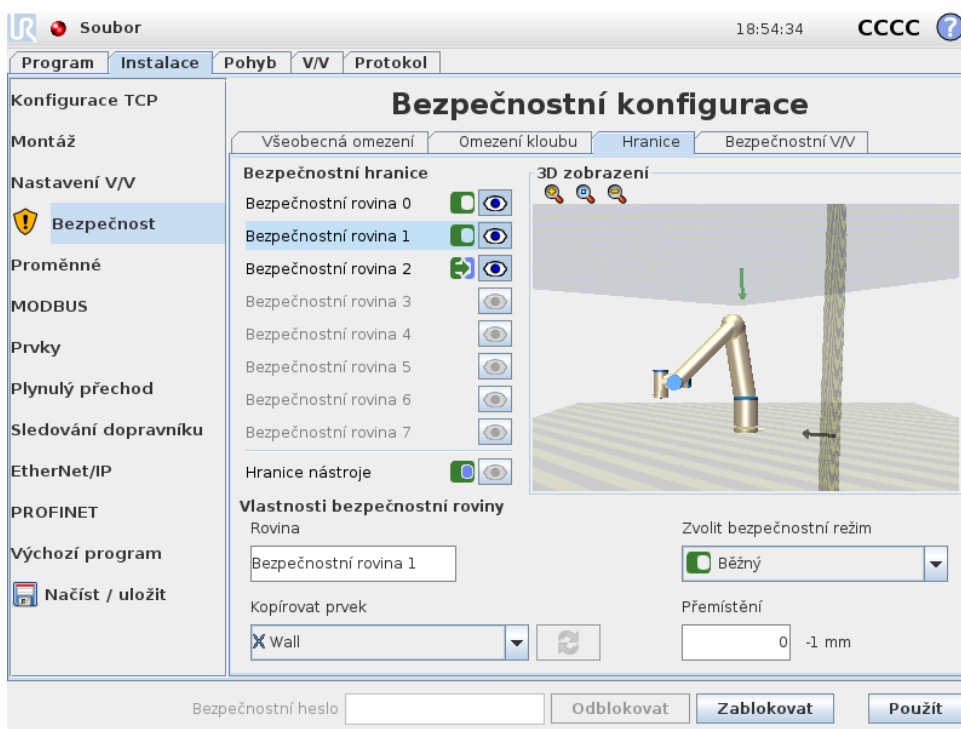 UR Soubor 18:54:34 CCCC ?
Program Instalace Pohyb V/V Protokol
Konfigurace TCP
Montáž
Nastavení V/V
Bezpečnost
Proměnné
MODBUS
Prvky
Plynulý přechod
Sledování dopravníku
EtherNet/IP
PROFINET
Výchozí program
Načíst / uložit
Bezpečnostní konfigurace
Všeobecná omezení Omezení kloubu Hranice Bezpečnostní V/V
Bezpečnostní hranice
Bezpečnostní rovina 0
Bezpečnostní rovina 1
Bezpečnostní rovina 2
Bezpečnostní rovina 3
Bezpečnostní rovina 4
Bezpečnostní rovina 5
Bezpečnostní rovina 6
Bezpečnostní rovina 7
Hranice nástroje
3D zobrazení
Vlastnosti bezpečnostní roviny
Rovina
Bezpečnostní rovina 1
Zvolit bezpečnostní režim
Běžný
Kopírovat prvek
Wall
Přemístění
0 -1 mm
Bezpečnostní heslo Odblokovat Zablokovat Použít